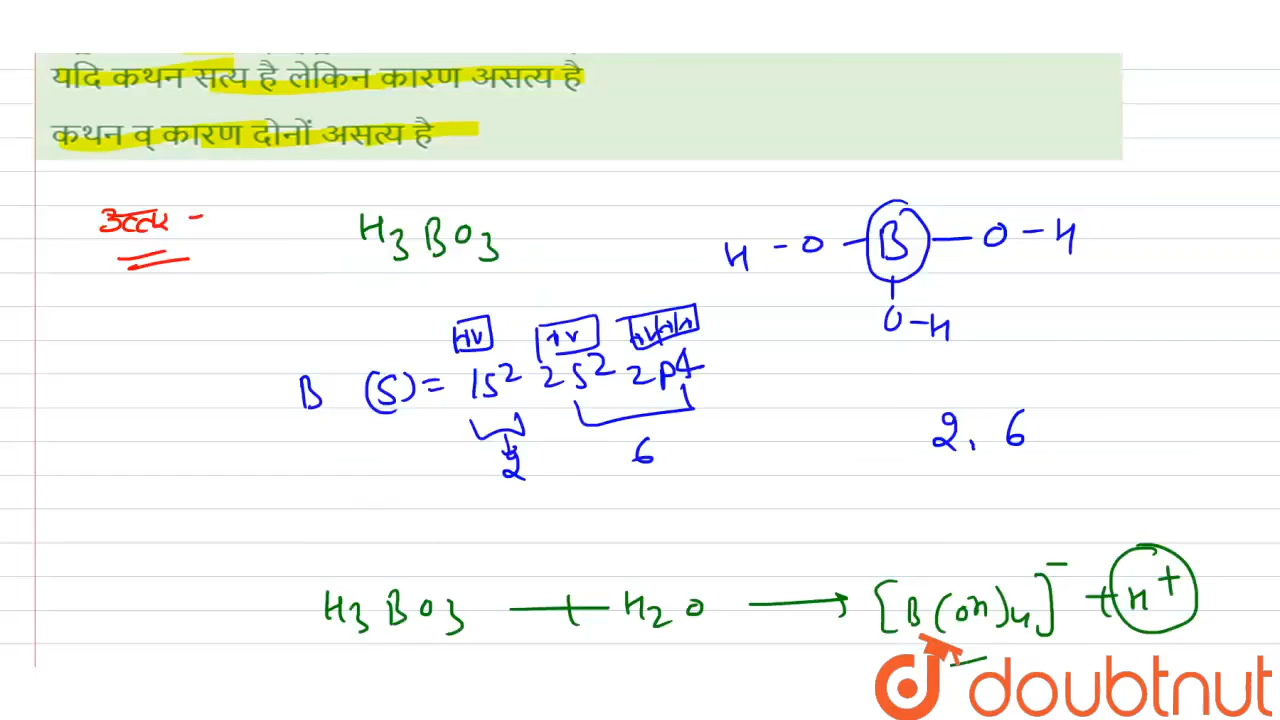 यदि कथन सत्य है लेकिन कारण असत्य है
कथन व् कारण दोनों असत्य है
उत्तर -
H3BO3
H - O - B - O - H
O - H
B (5) = 1s2 2s2 2p4
2 6
2, 6
H3BO3 + H2O → [B(OH)4]- + H+
doubtnut